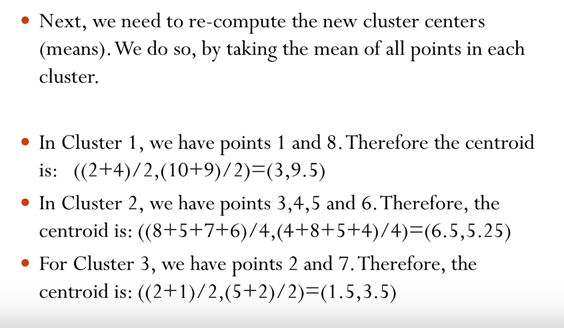 • Next, we need to re-compute the new cluster centers
(means). We do so, by taking the mean of all points in each
cluster.
• In Cluster 1, we have points 1 and 8. Therefore the centroid
is: ((2+4)/2,(10+9)/2)=(3,9.5)
• In Cluster 2, we have points 3,4,5 and 6. Therefore, the
centroid is: ((8+5+7+6)/4,(4+8+5+4)/4)=(6.5,5.25)
• For Cluster 3, we have points 2 and 7. Therefore, the
centroid is: ((2+1)/2,(5+2)/2)=(1.5,3.5)